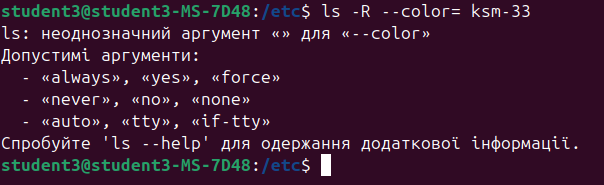 student3@student3-MS-7D48:/etc$ ls -R --color= ksm-33
ls: неоднозначний аргумент «» для «--color»
Допустимі аргументи:
  - «always», «yes», «force»
  - «never», «no», «none»
  - «auto», «tty», «if-tty»
Спробуйте 'ls --help' для одержання додаткової інформації.
student3@student3-MS-7D48:/etc$